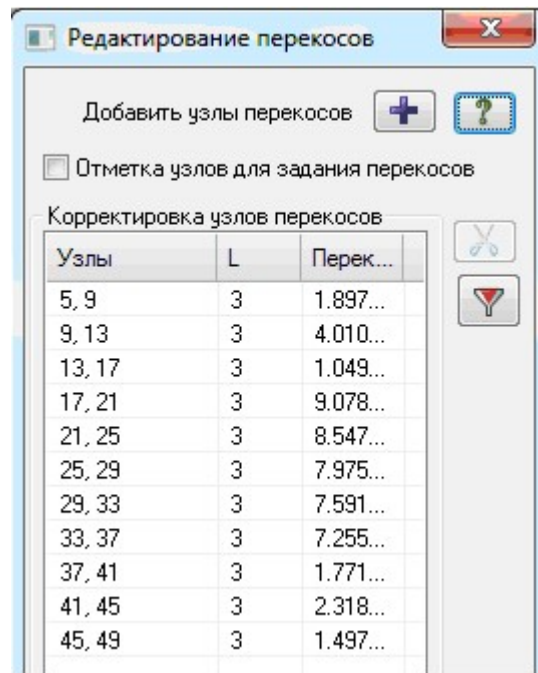 Редактирование перекосов
Добавить узлы перекосов
Отметка узлов для задания перекосов
Корректировка узлов перекосов
Узлы L Перек...
5, 9 3 1.897...
9, 13 3 4.010...
13, 17 3 1.049...
17, 21 3 9.078...
21, 25 3 8.547...
25, 29 3 7.975...
29, 33 3 7.591...
33, 37 3 7.255...
37, 41 3 1.771...
41, 45 3 2.318...
45, 49 3 1.497...